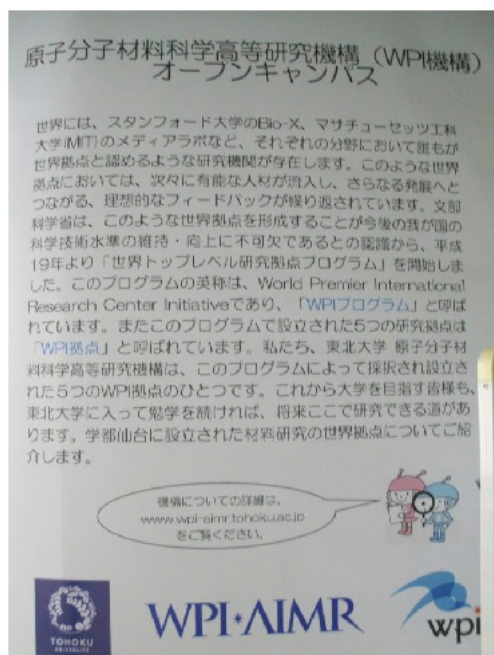 原子分子材料科学高等研究機構（WPI機構）
オープンキャンパス
世界には、スタンフォード大学のBio-X、マサチューセッツ工科
大学(MIT)のメディアラボなど、それぞれの分野において誰もが
世界拠点と認めるような研究機関が存在します。このような世界
拠点においては、次々に有能な人材が流入し、さらなる発展へと
つながる、理想的なフィードバックが繰り返されています。文部
科学省は、このような世界拠点を形成することが今後の我が国の
科学技術水準の維持・向上に不可欠であるとの認識から、平成
19年より「世界トップレベル研究拠点プログラム」を開始しま
した。このプログラムの英称は、World Premier International
Research Center Initiativeであり、「WPIプログラム」と呼ば
れています。またこのプログラムで設立された5つの研究拠点は
「WPI拠点」と呼ばれています。私たち、東北大学 原子分子材
料科学高等研究機構は、このプログラムによって採択され設立さ
れた5つのWPI拠点のひとつです。これから大学を目指す皆様も、
東北大学に入って勉学を続ければ、将来ここで研究できる道があ
ります。学都仙台に設立された材料研究の世界拠点についてご紹
介します。
機構についての詳細は、
www.wpi-aimr.tohoku.ac.jp
をご覧ください。
TOHOKU
UNIVERSITY
WPI·AIMR
wpi